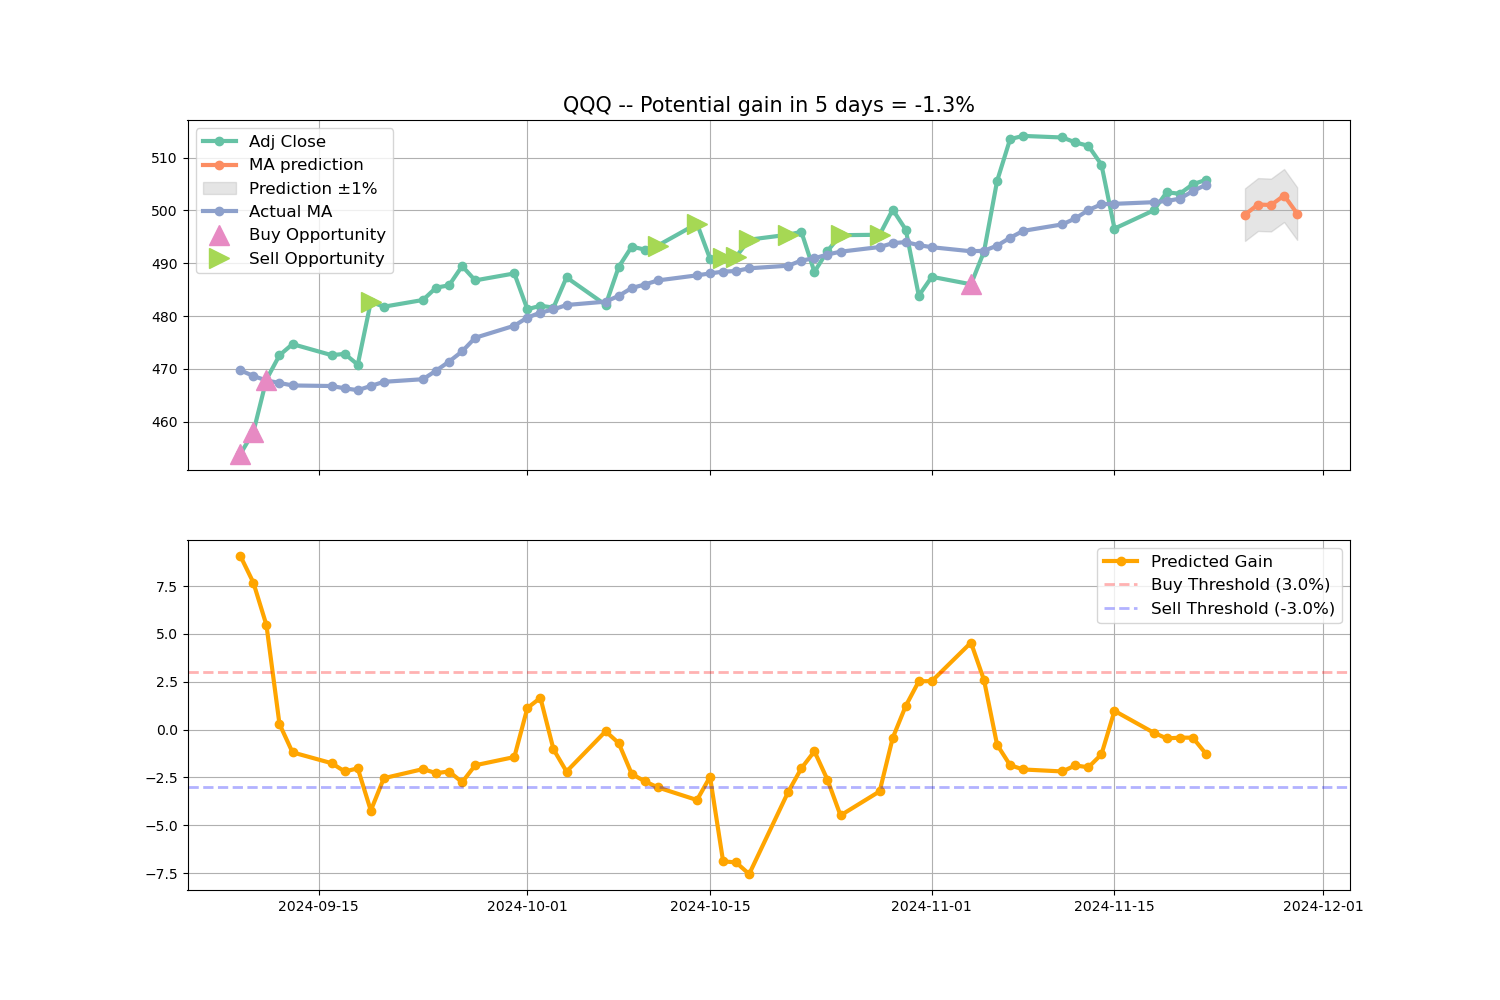 QQQ -- Potential gain in 5 days = -1.3%
Adj Close
MA prediction
Prediction ±1%
Actual MA
Buy Opportunity
Sell Opportunity
510
500
490
480
470
460
Predicted Gain
Buy Threshold (3.0%)
Sell Threshold (-3.0%)
7.5
5.0
2.5
0.0
−2.5
−5.0
−7.5
2024-09-15 2024-10-01 2024-10-15 2024-11-01 2024-11-15 2024-12-01